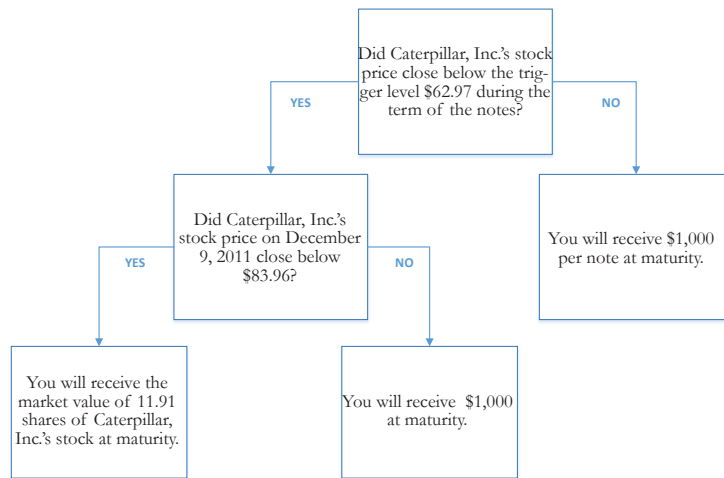 Did Caterpillar, Inc.'s stock
price close below the trig-
ger level $62.97 during the
term of the notes?
YES
NO
Did Caterpillar, Inc.'s
stock price on December
9, 2011 close below
$83.96?
You will receive $1,000
per note at maturity.
YES
NO
You will receive the
market value of 11.91
shares of Caterpillar,
Inc.'s stock at maturity.
You will receive $1,000
at maturity.